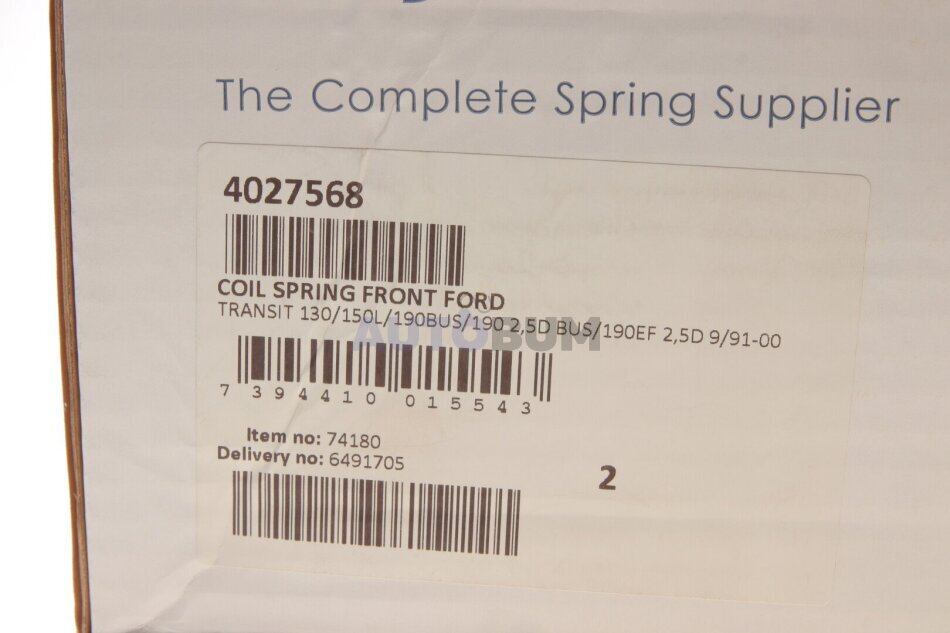 The Complete Spring Supplier
4027568
COIL SPRING FRONT FORD
TRANSIT 130/150L/190BUS/190 2,5D BUS/190EF 2,5D 9/91-00
AUTOBUM
7 394410 015543
Item no: 74180
Delivery no: 6491705
2